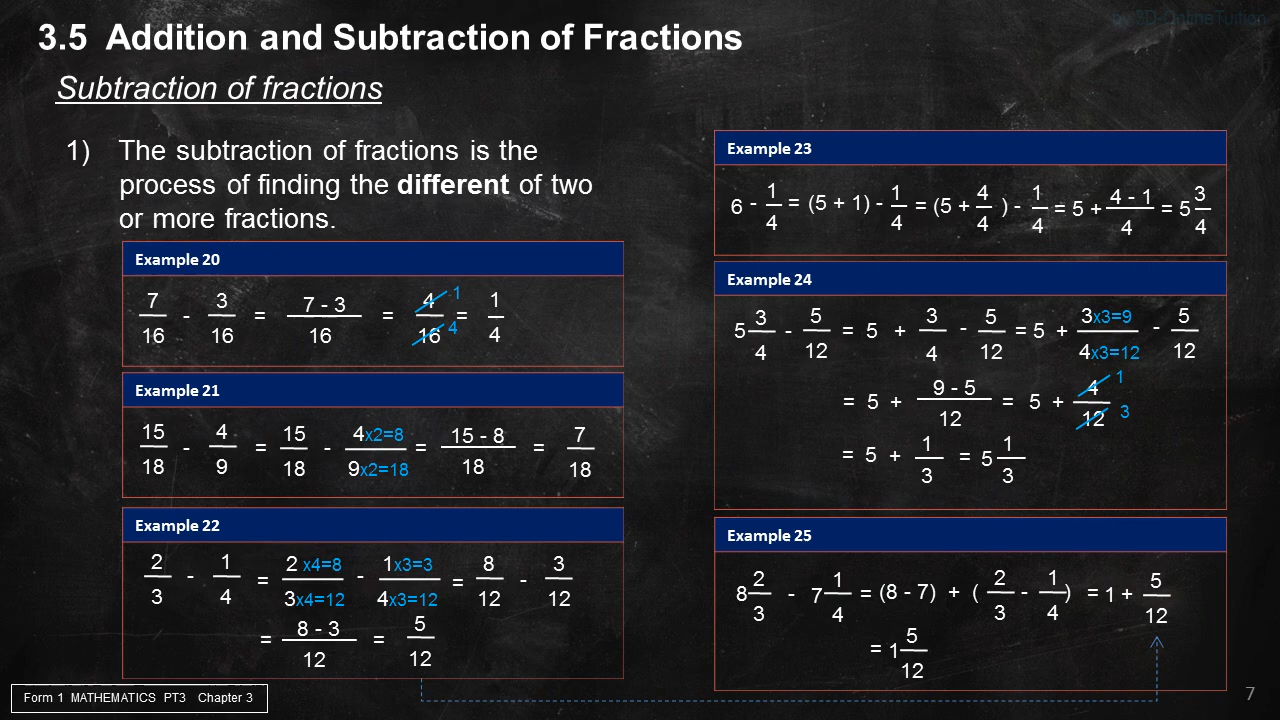 by 3D-OnlineTuition
3.5 Addition and Subtraction of Fractions
Subtraction of fractions
1) The subtraction of fractions is the
process of finding the different of two
or more fractions.
Example 20
7/16 - 3/16 = 7 - 3/16 = 4/16 1 4 = 1/4
Example 21
15/18 - 4/9 = 15/18 - 4x2=8/9x2=18 = 15 - 8/18 = 7/18
Example 22
2/3 - 1/4 = 2 x4=8/3x4=12 - 1x3=3/4x3=12 = 8/12 - 3/12
= 8 - 3/12 = 5/12
Example 23
6 - 1/4 = (5 + 1) - 1/4 = (5 + 4/4 ) - 1/4 = 5 + 4 - 1/4 = 5 3/4
Example 24
5 3/4 - 5/12 = 5 + 3/4 - 5/12 = 5 + 3x3=9/4x3=12 - 5/12
= 5 + 9 - 5/12 = 5 + 4/12 1 3
= 5 + 1/3 = 5 1/3
Example 25
8 2/3 - 7 1/4 = (8 - 7) + ( 2/3 - 1/4 ) = 1 + 5/12
= 1 5/12
Form 1 MATHEMATICS PT3 Chapter 3
7